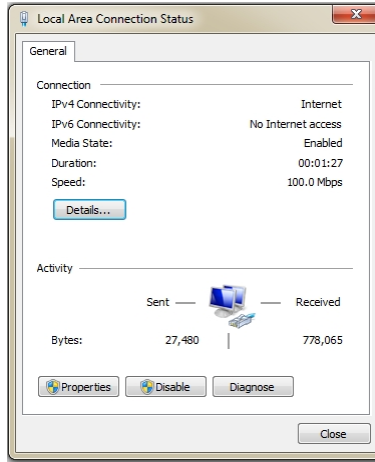 Local Area Connection Status
General
Connection
IPv4 Connectivity: Internet
IPv6 Connectivity: No Internet access
Media State: Enabled
Duration: 00:01:27
Speed: 100.0 Mbps
Details...
Activity
Sent Received
Bytes: 27,480 778,065
Properties Disable Diagnose
Close